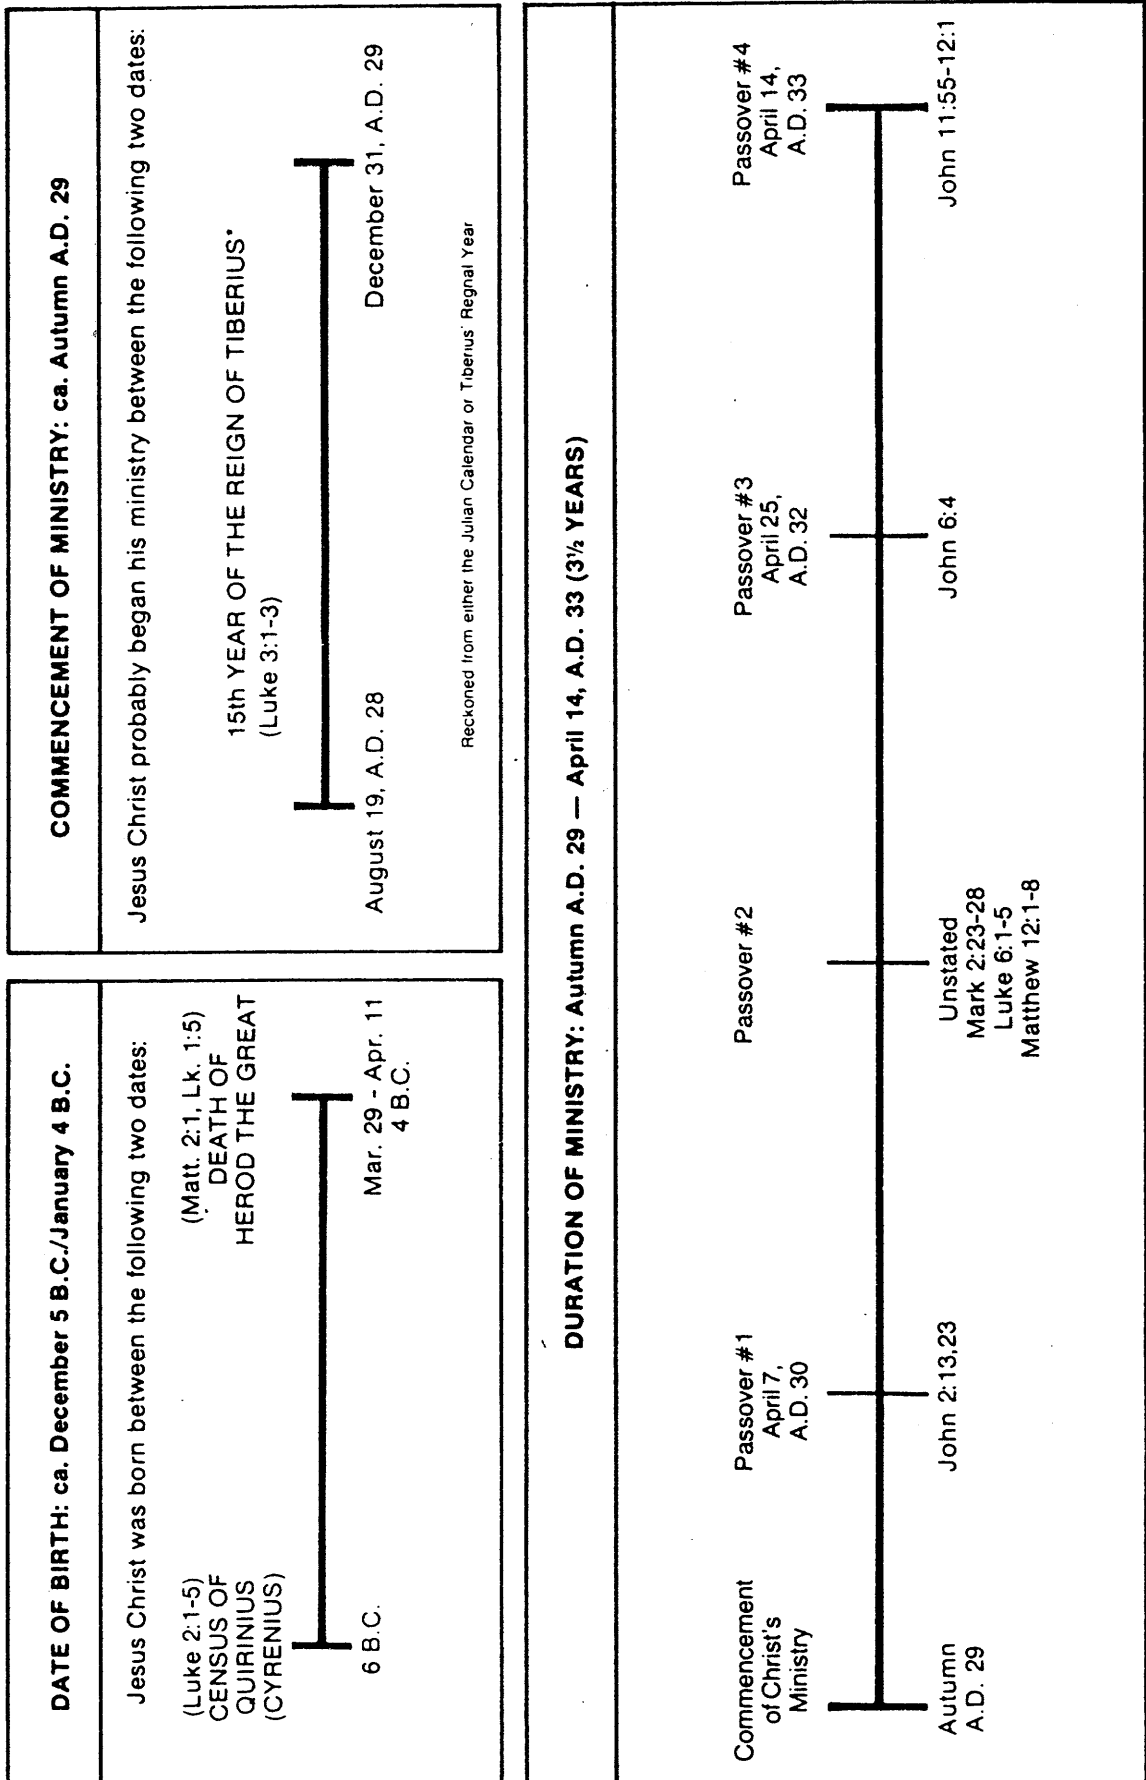 DATE OF BIRTH: ca. December 5 B.C./January 4 B.C.
Jesus Christ was born between the following two dates:
(Luke 2:1-5)
CENSUS OF
QUIRINIUS
(CYRENIUS)
6 B.C.
(Matt. 2:1, Lk. 1:5)
DEATH OF
HEROD THE GREAT
Mar. 29 - Apr. 11
4 B.C.
COMMENCEMENT OF MINISTRY: ca. Autumn A.D. 29
Jesus Christ probably began his ministry between the following two dates:
15th YEAR OF THE REIGN OF TIBERIUS*
(Luke 3:1-3)
August 19, A.D. 28
December 31, A.D. 29
Reckoned from either the Julian Calendar or Tiberius' Regnal Year
DURATION OF MINISTRY: Autumn A.D. 29 — April 14, A.D. 33 (3½ YEARS)
Commencement
of Christ's
Ministry
Autumn
A.D. 29
Passover #1
April 7,
A.D. 30
John 2:13,23
Passover #2
Unstated
Mark 2:23-28
Luke 6:1-5
Matthew 12:1-8
Passover #3
April 25,
A.D. 32
John 6:4
Passover #4
April 14,
A.D. 33
John 11:55-12:1